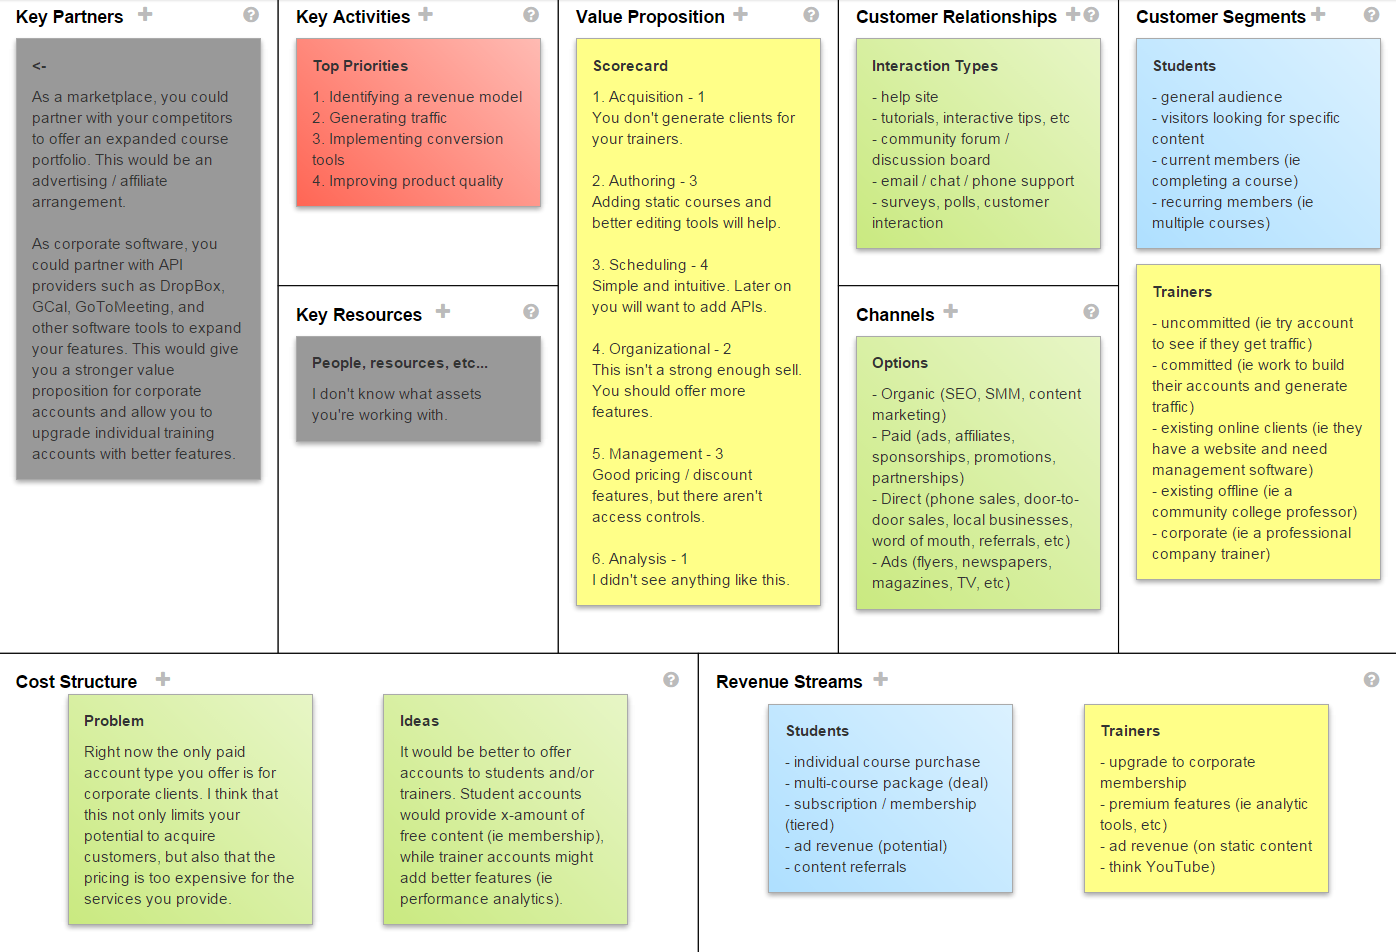 Key Partners
<-
As a marketplace, you could
partner with your competitors
to offer an expanded course
portfolio. This would be an
advertising / affiliate
arrangement.
As corporate software, you
could partner with API
providers such as DropBox,
GCal, GoToMeeting, and
other software tools to expand
your features. This would give
you a stronger value
proposition for corporate
accounts and allow you to
upgrade individual training
accounts with better features.
Key Activities
Top Priorities
1. Identifying a revenue model
2. Generating traffic
3. Implementing conversion
tools
4. Improving product quality
Key Resources
People, resources, etc...
I don't know what assets
you're working with.
Value Proposition
Scorecard
1. Acquisition - 1
You don't generate clients for
your trainers.
2. Authoring - 3
Adding static courses and
better editing tools will help.
3. Scheduling - 4
Simple and intuitive. Later on
you will want to add APIs.
4. Organizational - 2
This isn't a strong enough sell.
You should offer more
features.
5. Management - 3
Good pricing / discount
features, but there aren't
access controls.
6. Analysis - 1
I didn't see anything like this.
Customer Relationships
Interaction Types
- help site
- tutorials, interactive tips, etc
- community forum /
discussion board
- email / chat / phone support
- surveys, polls, customer
interaction
Channels
Options
- Organic (SEO, SMM, content
marketing)
- Paid (ads, affiliates,
sponsorships, promotions,
partnerships)
- Direct (phone sales, door-to-
door sales, local businesses,
word of mouth, referrals, etc)
- Ads (flyers, newspapers,
magazines, TV, etc)
Customer Segments
Students
- general audience
- visitors looking for specific
content
- current members (ie
completing a course)
- recurring members (ie
multiple courses)
Trainers
- uncommitted (ie try account
to see if they get traffic)
- committed (ie work to build
their accounts and generate
traffic)
- existing online clients (ie they
have a website and need
management software)
- existing offline (ie a
community college professor)
- corporate (ie a professional
company trainer)
Cost Structure
Problem
Right now the only paid
account type you offer is for
corporate clients. I think that
this not only limits your
potential to acquire
customers, but also that the
pricing is too expensive for the
services you provide.
Ideas
It would be better to offer
accounts to students and/or
trainers. Student accounts
would provide x-amount of
free content (ie membership),
while trainer accounts might
add better features (ie
performance analytics).
Revenue Streams
Students
- individual course purchase
- multi-course package (deal)
- subscription / membership
(tiered)
- ad revenue (potential)
- content referrals
Trainers
- upgrade to corporate
membership
- premium features (ie analytic
tools, etc)
- ad revenue (on static content
- think YouTube)